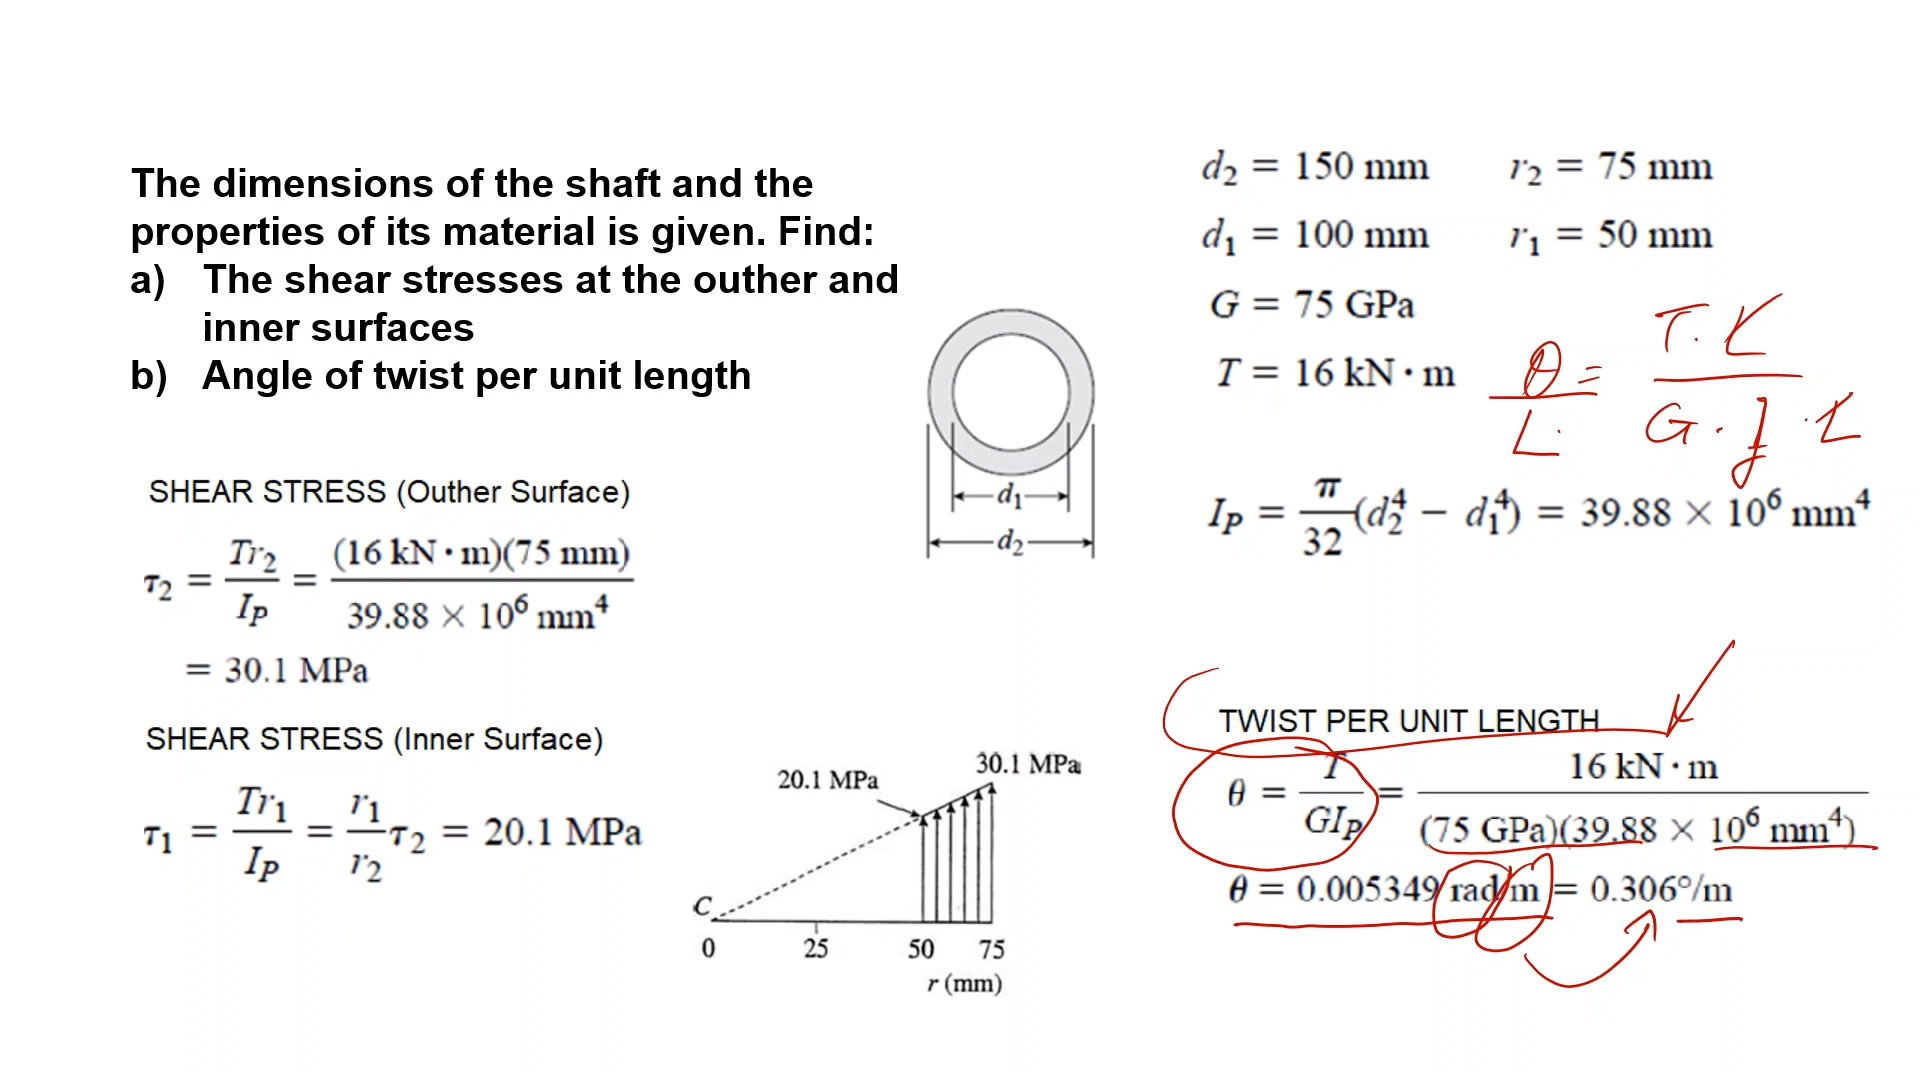 The dimensions of the shaft and the
properties of its material is given. Find:
a) The shear stresses at the outher and
inner surfaces
b) Angle of twist per unit length
SHEAR STRESS (Outher Surface)
τ₂ = Tr₂ / I_P = (16 kN · m)(75 mm) / 39.88 × 10⁶ mm⁴
= 30.1 MPa
SHEAR STRESS (Inner Surface)
τ₁ = Tr₁ / I_P = r₁ / r₂ τ₂ = 20.1 MPa
d₁
d₂
20.1 MPa
30.1 MPa
C
0 25 50 75
r (mm)
d₂ = 150 mm r₂ = 75 mm
d₁ = 100 mm r₁ = 50 mm
G = 75 GPa
T = 16 kN · m
θ / L = T . L / G . J . L
I_P = π / 32 (d₂⁴ − d₁⁴) = 39.88 × 10⁶ mm⁴
TWIST PER UNIT LENGTH
θ = T / GI_P = 16 kN · m / (75 GPa)(39.88 × 10⁶ mm⁴)
θ = 0.005349 rad/m = 0.306°/m